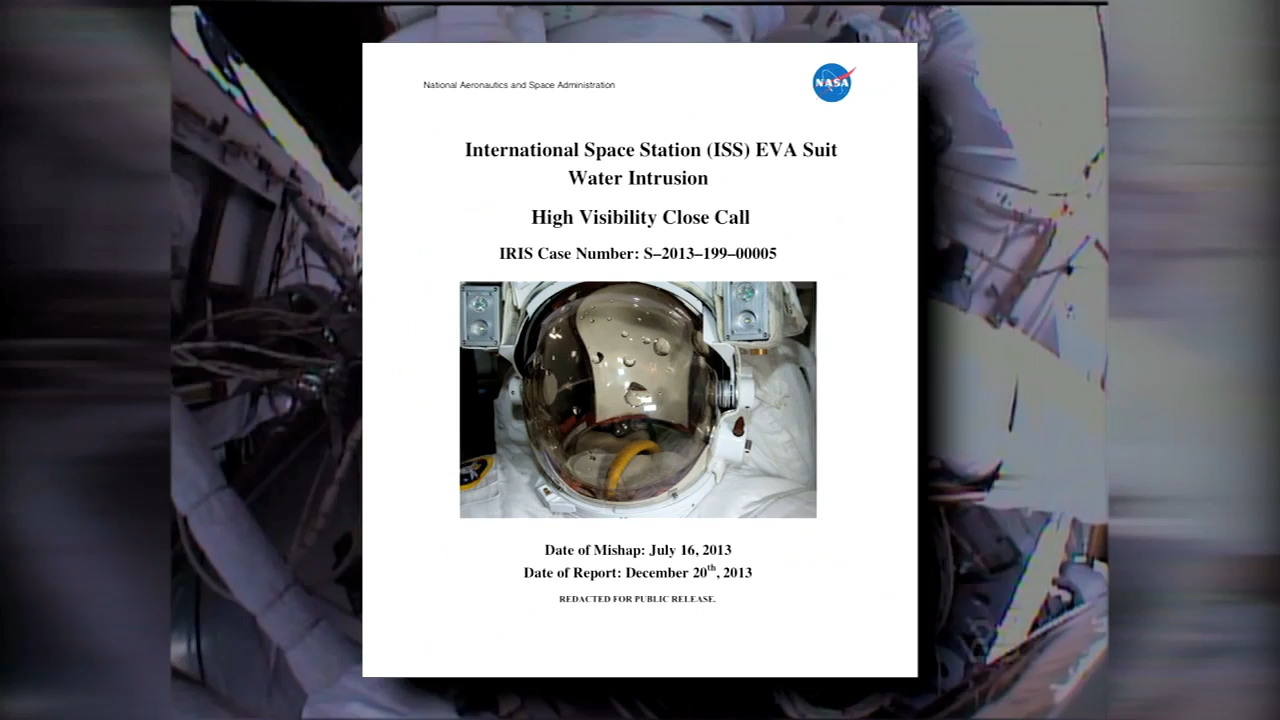 National Aeronautics and Space Administration
NASA
International Space Station (ISS) EVA Suit
Water Intrusion
High Visibility Close Call
IRIS Case Number: S–2013–199–00005
Date of Mishap: July 16, 2013
Date of Report: December 20th, 2013
REDACTED FOR PUBLIC RELEASE.